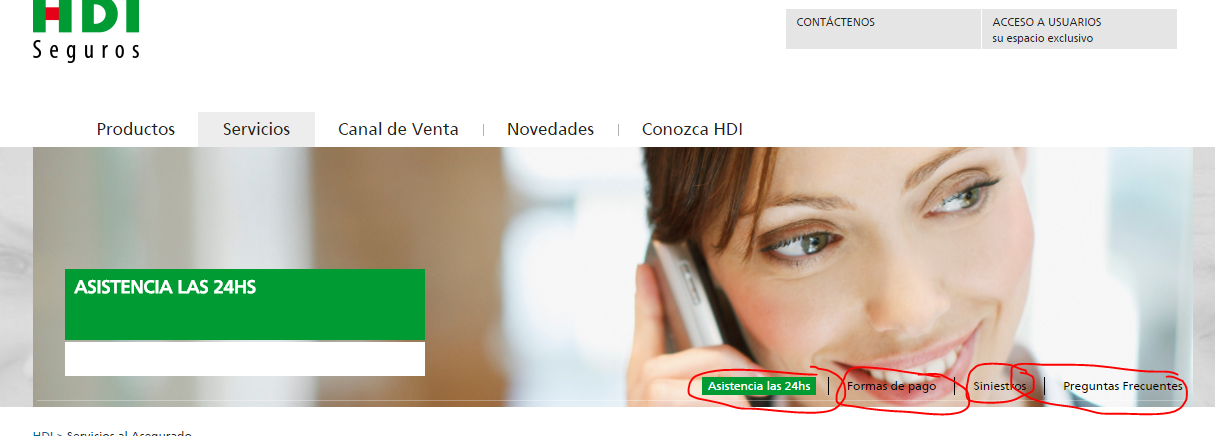 HDI
Seguros
CONTÁCTENOS
ACCESO A USUARIOS
su espacio exclusivo
Productos
Servicios
Canal de Venta
Novedades
Conozca HDI
ASISTENCIA LAS 24HS
Asistencia las 24hs
Formas de pago
Siniestros
Preguntas Frecuentes
HDI > Servicios al Asegurado